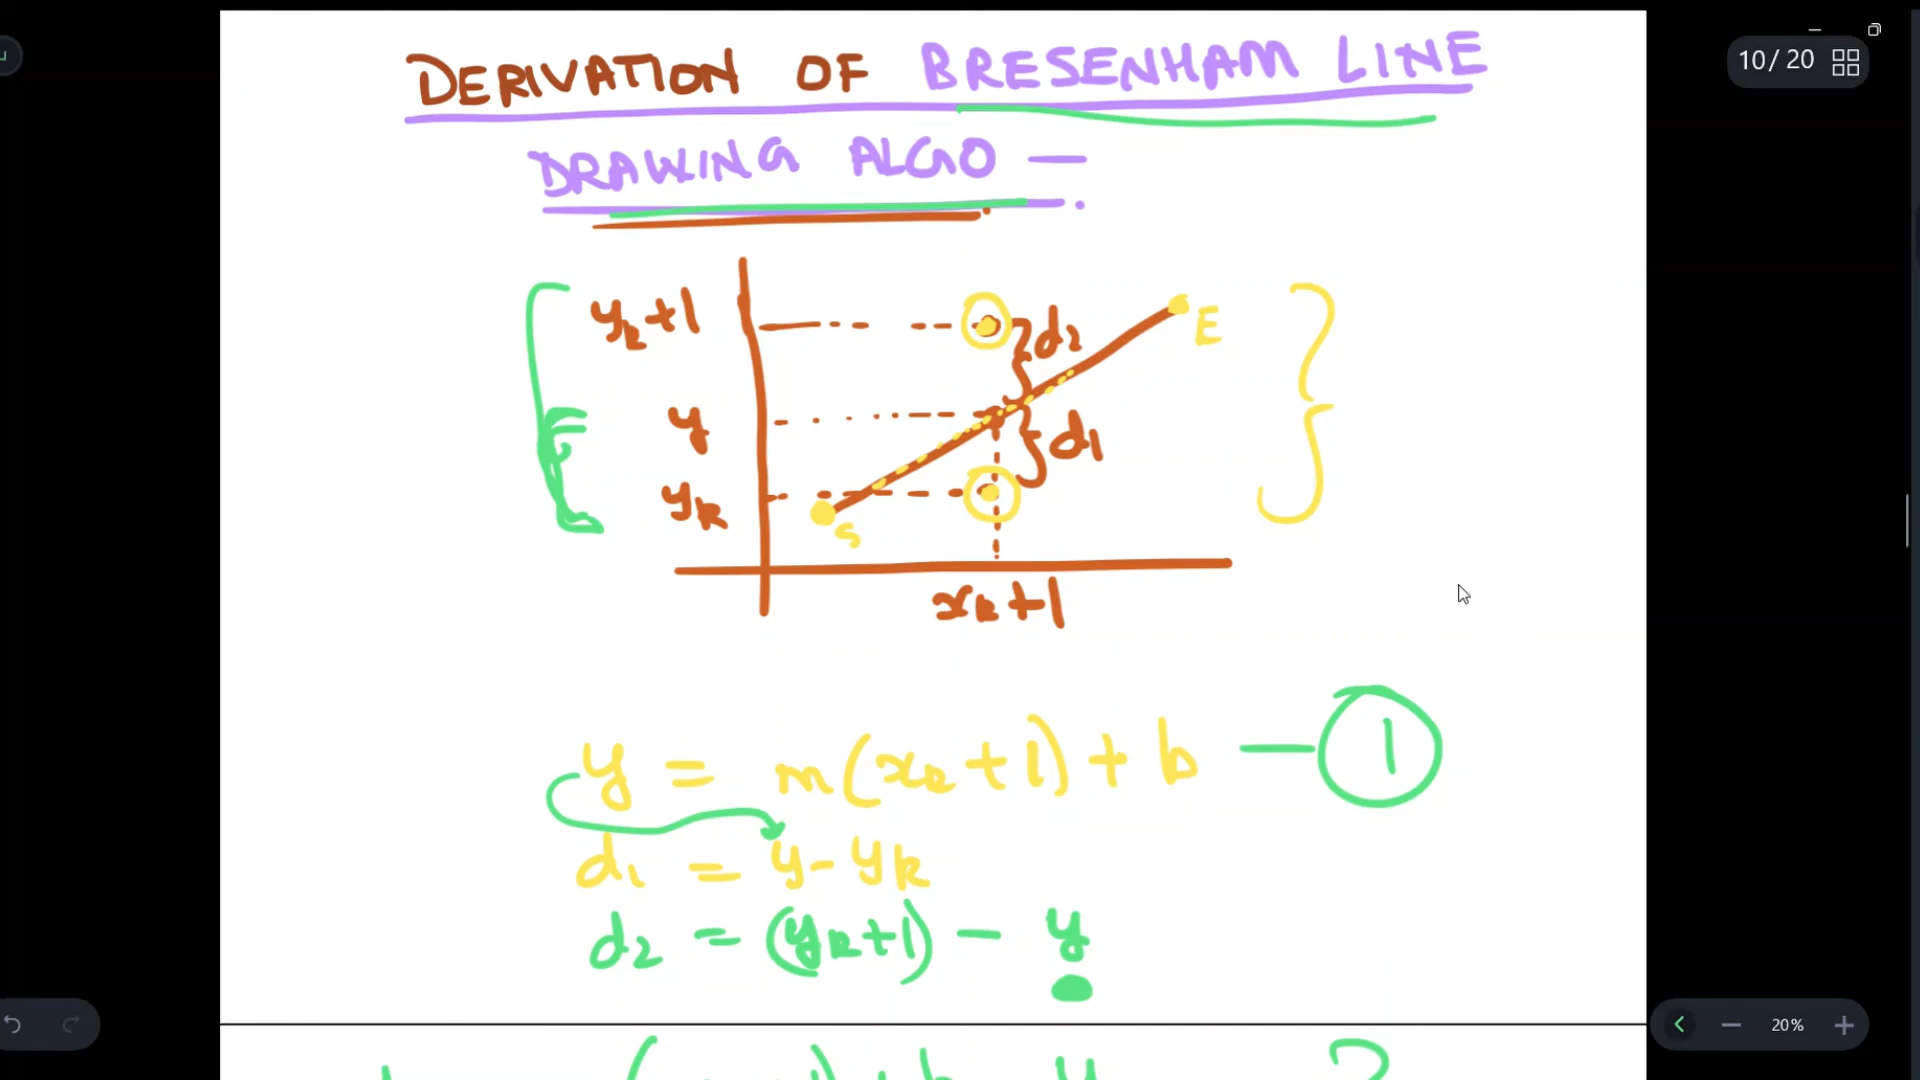 10/20
DERIVATION OF BRESENHAM LINE
DRAWING ALGO —
yk+1
d2
E
y
d1
yk
S
xk+1
y = m(xk+1) + b — 1
d1 = y - yk
d2 = (yk+1) - y
20%